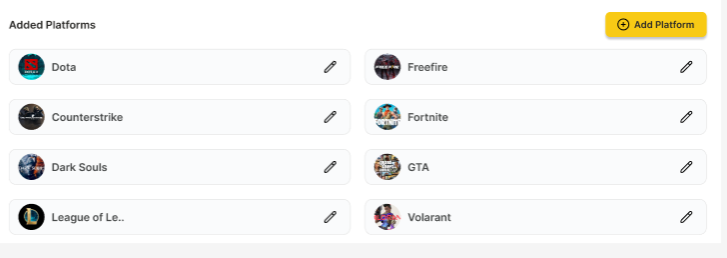 Added Platforms
Add Platform
Dota
Freefire
Counterstrike
Fortnite
Dark Souls
GTA
League of Le..
Volarant